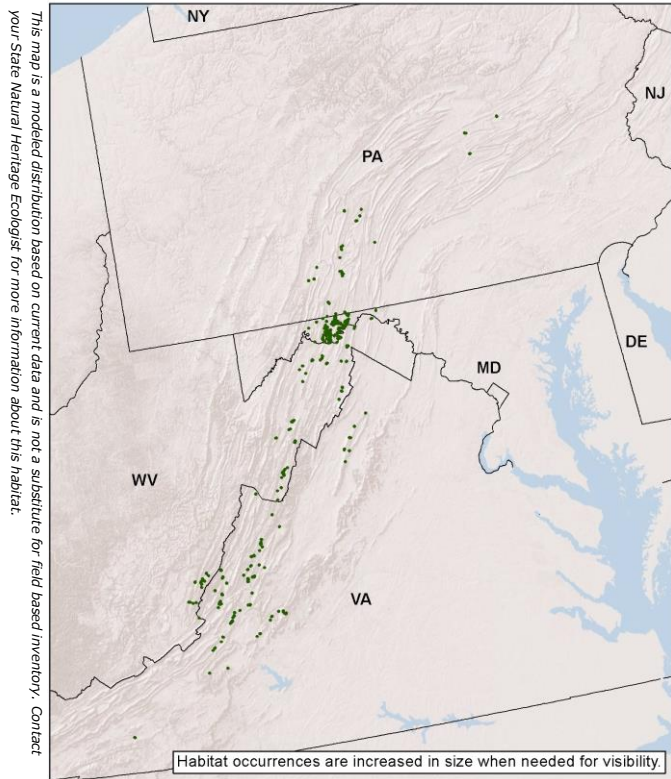 NY
NJ
PA
DE
MD
WV
VA
Habitat occurrences are increased in size when needed for visibility.
This map is a modeled distribution based on current data and is not a substitute for field based inventory. Contact
your State Natural Heritage Ecologist for more information about this habitat.